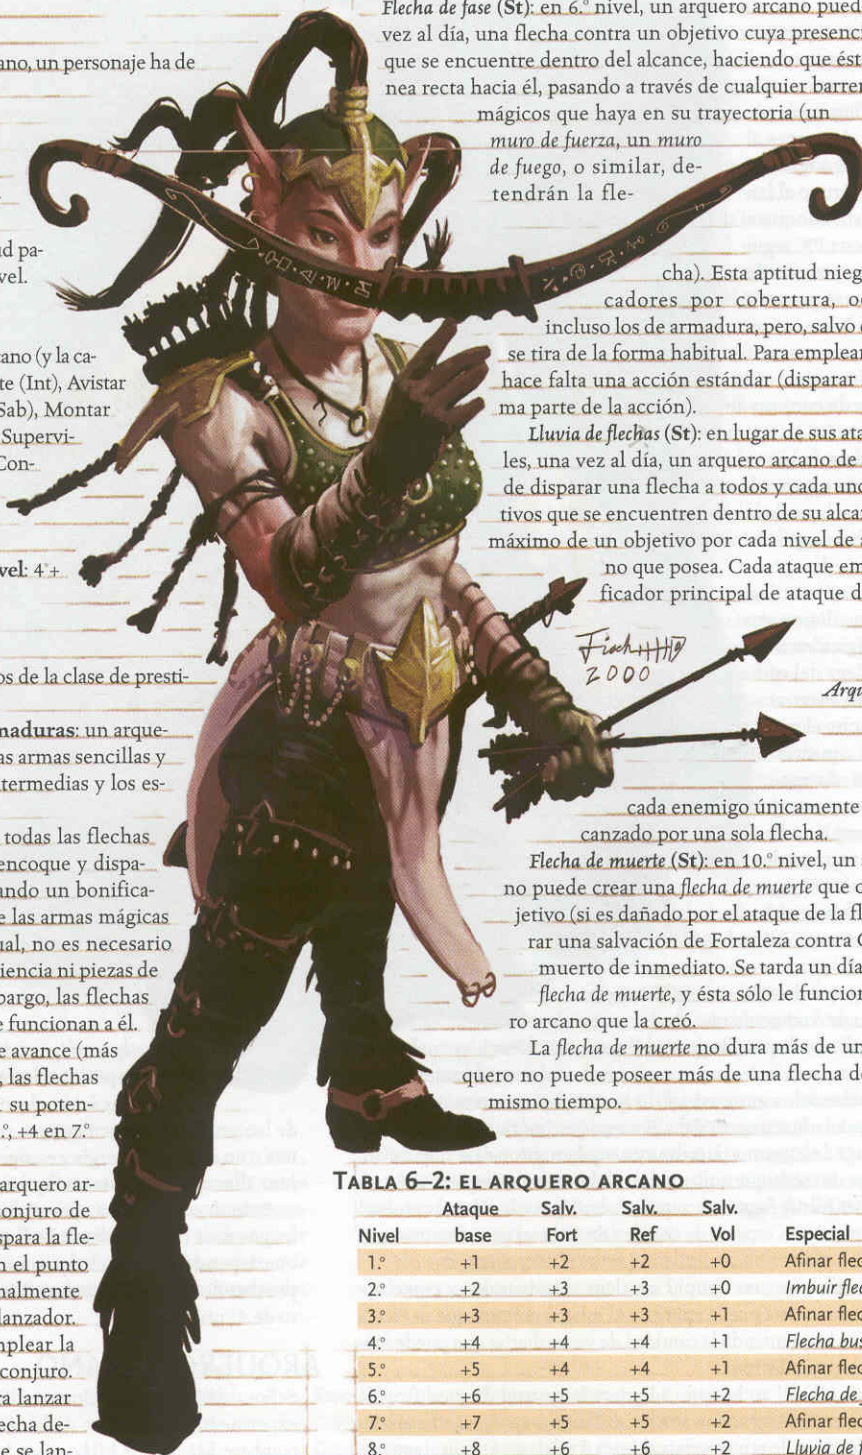 ano, un personaje ha de
ud pa-
vel.
cano (y la ca-
te (Int), Avistar
Sab), Montar
Supervi-
Con-
vel: 4°+
os de la clase de presti-
maduras: un arque-
as armas sencillas y
ntermedias y los es-
todas las flechas
encoque y dispa-
ando un bonifica-
e las armas mágicas
ual, no es necesario
iencia ni piezas de
bargo, las flechas
e funcionan a él.
e avance (más
, las flechas
su poten-
.°, +4 en 7.°
arquero ar-
conjuro de
spara la fle-
n el punto
nalmente
lanzador.
mplear la
conjuro.
ra lanzar
echa de-
e se lan-
Flecha de fase (St): en 6.° nivel, un arquero arcano pued
vez al día, una flecha contra un objetivo cuya presenci
que se encuentre dentro del alcance, haciendo que ést
nea recta hacia él, pasando a través de cualquier barrer
mágicos que haya en su trayectoria (un
muro de fuerza, un muro
de fuego, o similar, de-
tendrán la fle-
cha). Esta aptitud nieg
cadores por cobertura, o
incluso los de armadura, pero, salvo
se tira de la forma habitual. Para emplear
hace falta una acción estándar (disparar
ma parte de la acción).
Lluvia de flechas (St): en lugar de sus ata
les, una vez al día, un arquero arcano de
de disparar una flecha a todos y cada uno
tivos que se encuentren dentro de su alca
máximo de un objetivo por cada nivel de a
no que posea. Cada ataque em
ficador principal de ataque d
2000
Arqu
cada enemigo únicamente
canzado por una sola flecha.
Flecha de muerte (St): en 10.° nivel, un
no puede crear una flecha de muerte que o
jetivo (si es dañado por el ataque de la fl
rar una salvación de Fortaleza contra
muerto de inmediato. Se tarda un día
flecha de muerte, y ésta sólo le funcion
ro arcano que la creó.
La flecha de muerte no dura más de un
quero no puede poseer más de una flecha de
mismo tiempo.
TABLA 6–2: EL ARQUERO ARCANO
Ataque Salv. Salv. Salv.
Nivel base Fort Ref Vol Especial
1.° +1 +2 +2 +0 Afinar flec
2.° +2 +3 +3 +0 Imbuir flec
3.° +3 +3 +3 +1 Afinar flec
4.° +4 +4 +4 +1 Flecha bus
5.° +5 +4 +4 +1 Afinar flec
6.° +6 +5 +5 +2 Flecha de
7.° +7 +5 +5 +2 Afinar flec
8.° +8 +6 +6 +2 Lluvia de